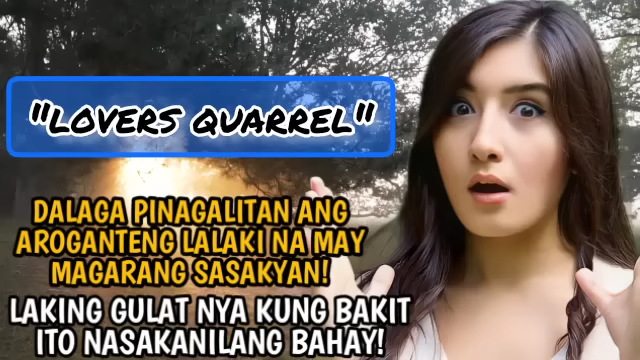 "LOVERS QUARREL"
DALAGA PINAGALITAN ANG
AROGANTENG LALAKI NA MAY
MAGARANG SASAKYAN!
LAKING GULAT NYA KUNG BAKIT
ITO NASAKANILANG BAHAY!